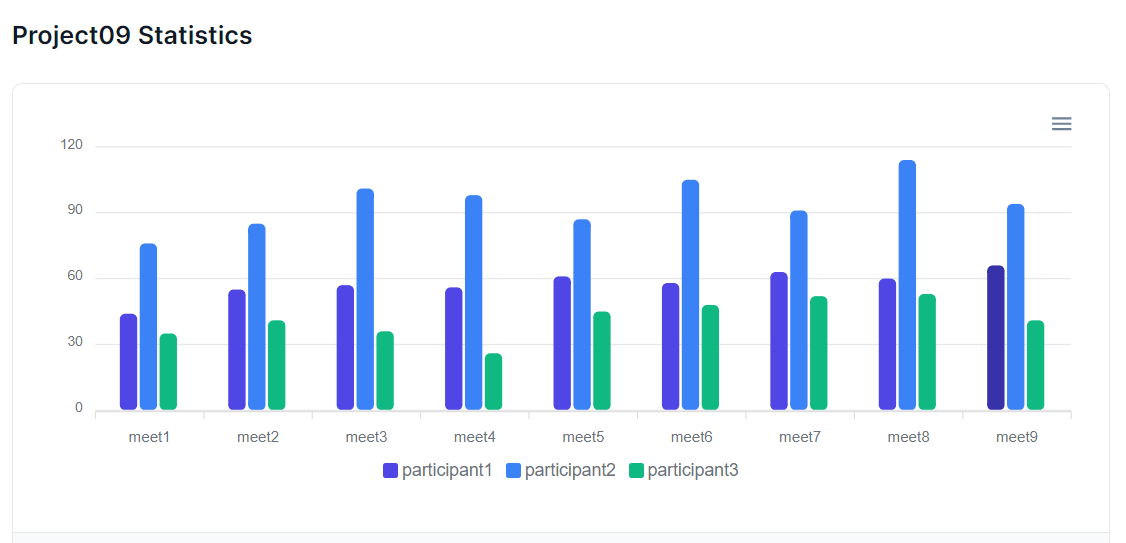 Project09 Statistics
120
90
60
30
0
meet1 meet2 meet3 meet4 meet5 meet6 meet7 meet8 meet9
participant1 participant2 participant3